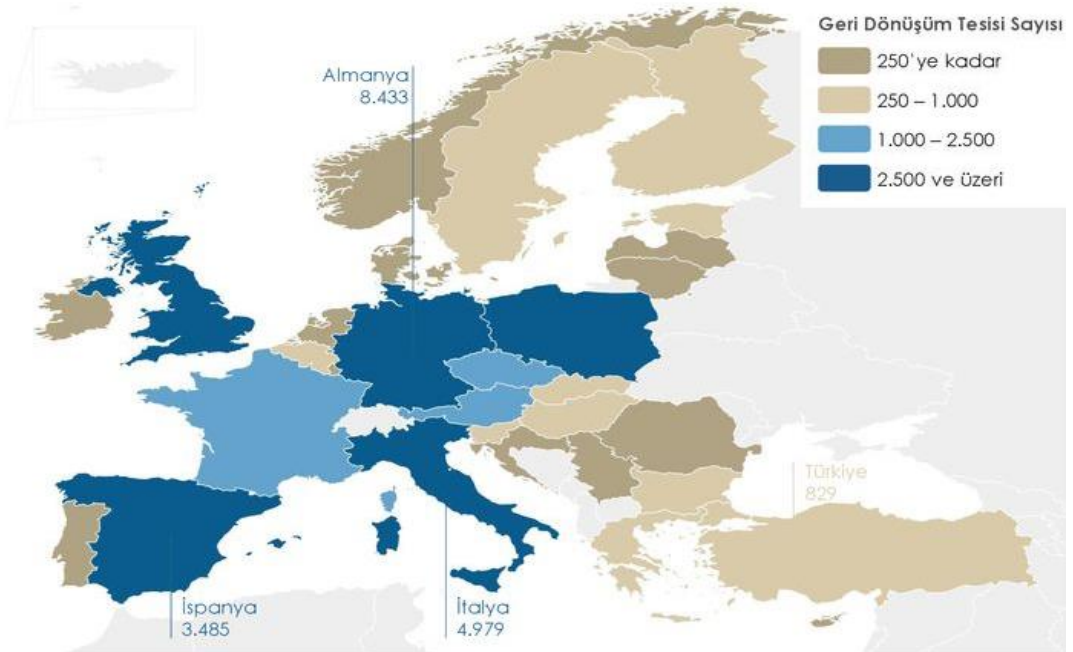 Geri Dönüşüm Tesisi Sayısı
250'ye kadar
250 – 1.000
1.000 – 2.500
2.500 ve üzeri
Almanya
8.433
Türkiye
829
İspanya
3.485
İtalya
4.979